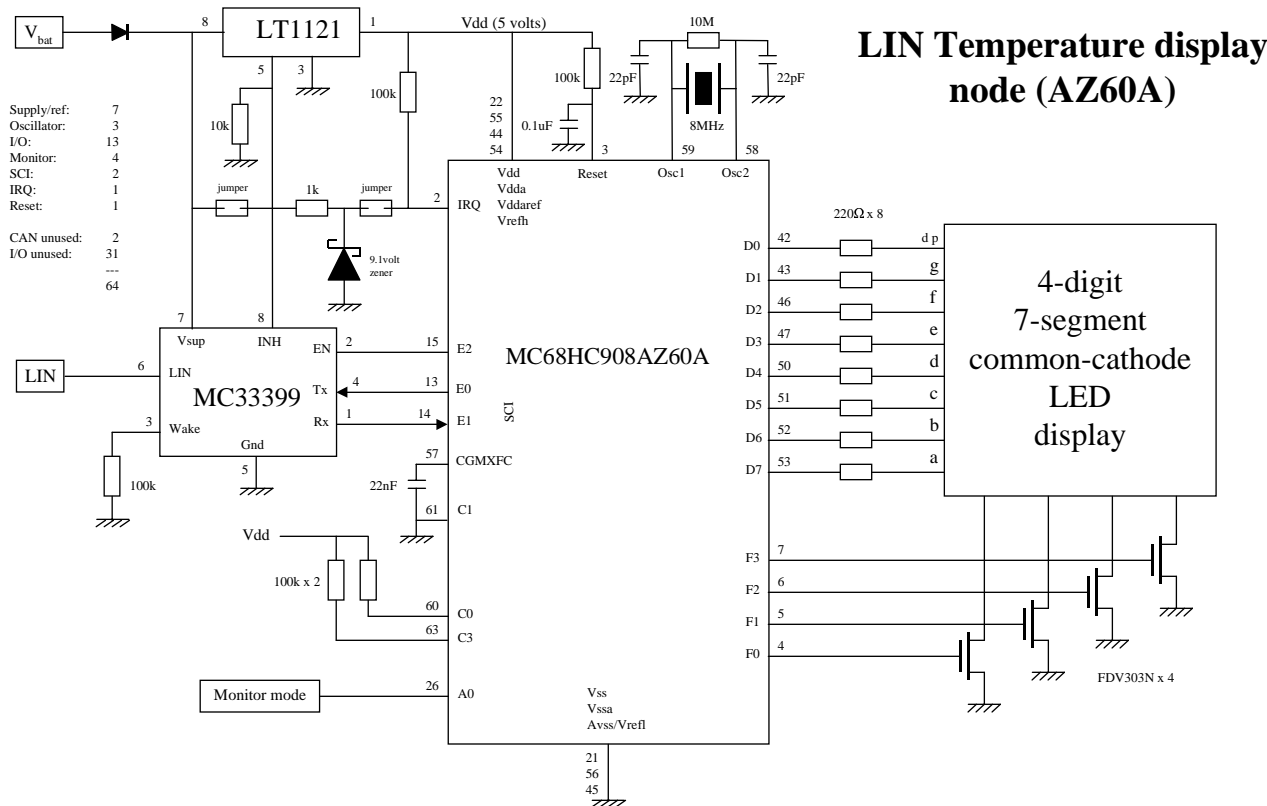 LIN Temperature display
node (AZ60A)
V bat
8
LT1121
1
5
3
Vdd (5 volts)
10M
22pF
22pF
8MHz
100k
100k
10k
0.1uF
22
55
44
54
3
59
58
Supply/ref: 7
Oscillator: 3
I/O: 13
Monitor: 4
SCI: 2
IRQ: 1
Reset: 1
CAN unused: 2
I/O unused: 31
---
64
jumper
1k
jumper
2
9.1volt
zener
Vdd
Vdda
Vddaref
Vrefh
Reset
Osc1
Osc2
IRQ
MC68HC908AZ60A
7
8
Vsup
INH
EN
2
15
E2
LIN
6
LIN
MC33399
Tx
4
13
E0
SCI
Rx
1
14
E1
3
Wake
Gnd
5
100k
57
CGMXFC
22nF
61
C1
Vdd
100k x 2
60
C0
63
C3
Monitor mode
26
A0
Vss
Vssa
Avss/Vrefl
21
56
45
220Ω x 8
D0 42 d p
D1 43 g
D2 46 f
D3 47 e
D4 50 d
D5 51 c
D6 52 b
D7 53 a
4-digit
7-segment
common-cathode
LED
display
F3 7
F2 6
F1 5
F0 4
FDV303N x 4